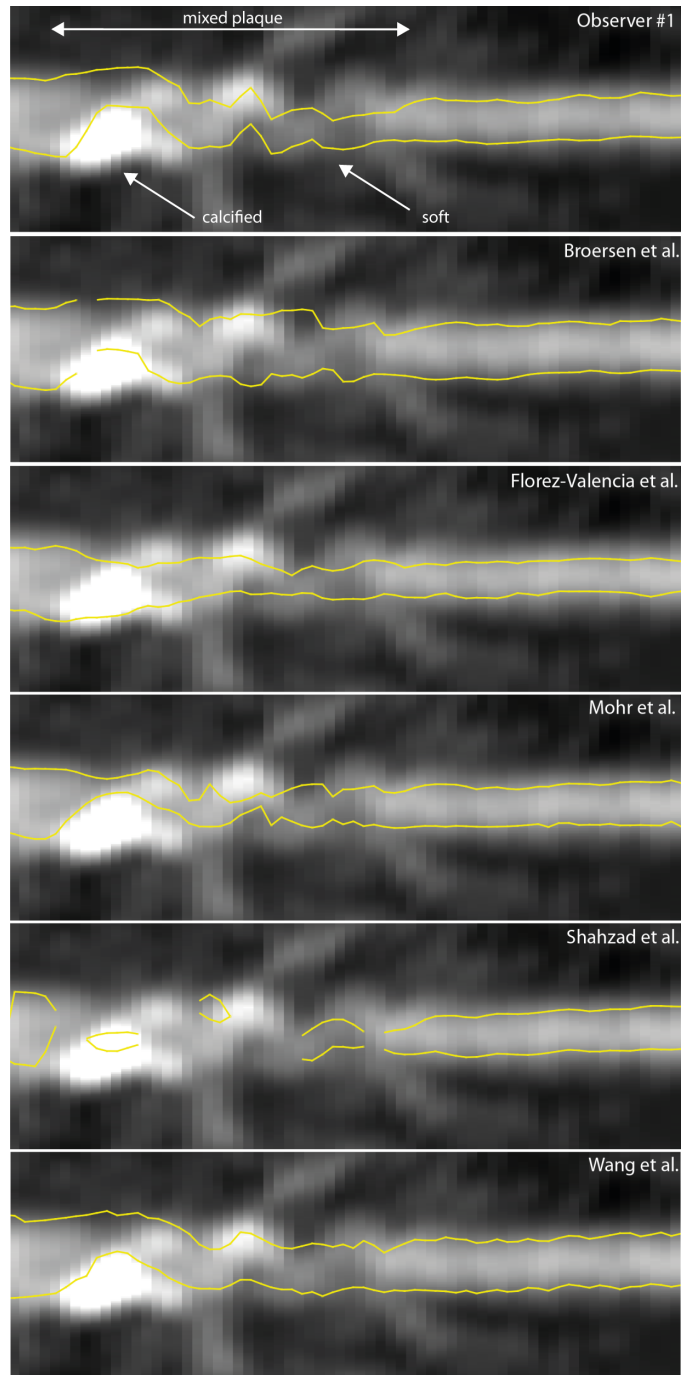 mixed plaque
Observer #1
calcified
soft
Broersen et al.
Florez-Valencia et al.
Mohr et al.
Shahzad et al.
Wang et al.